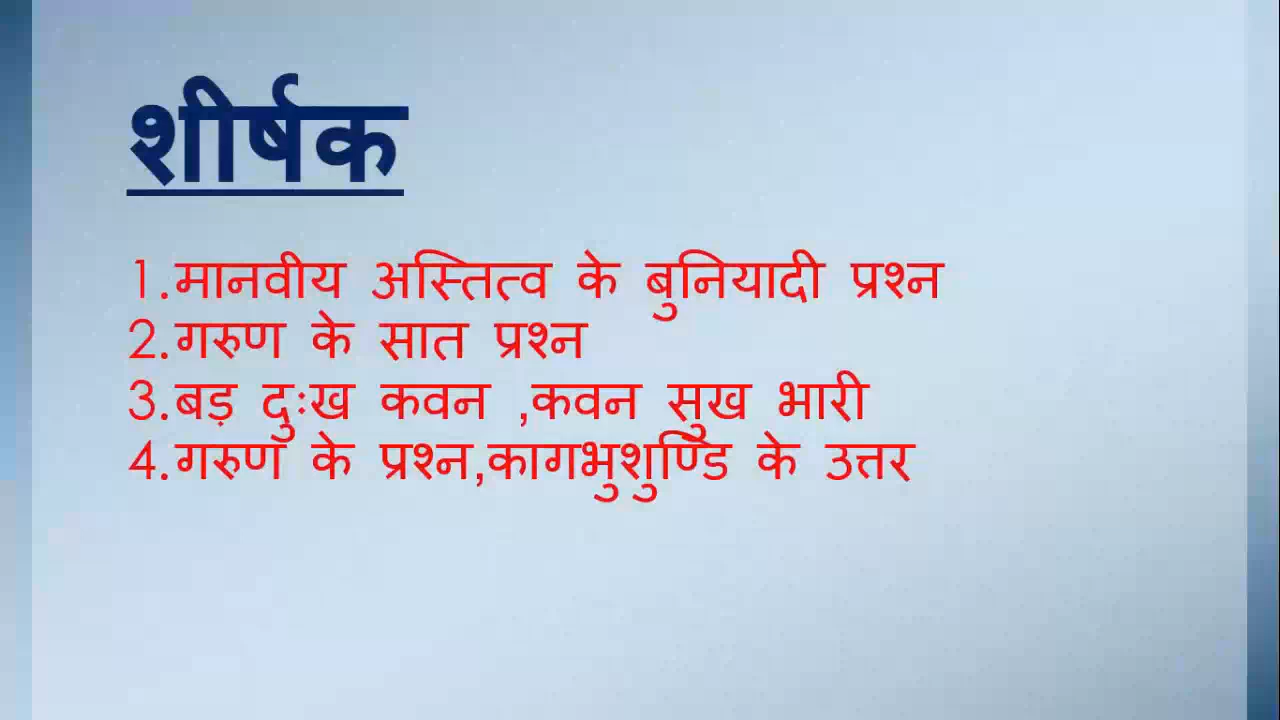 शीर्षक
1.मानवीय अस्तित्व के बुनियादी प्रश्न
2.गरुण के सात प्रश्न
3.बड़ दुःख कवन ,कवन सुख भारी
4.गरुण के प्रश्न,कागभुशुण्डि के उत्तर